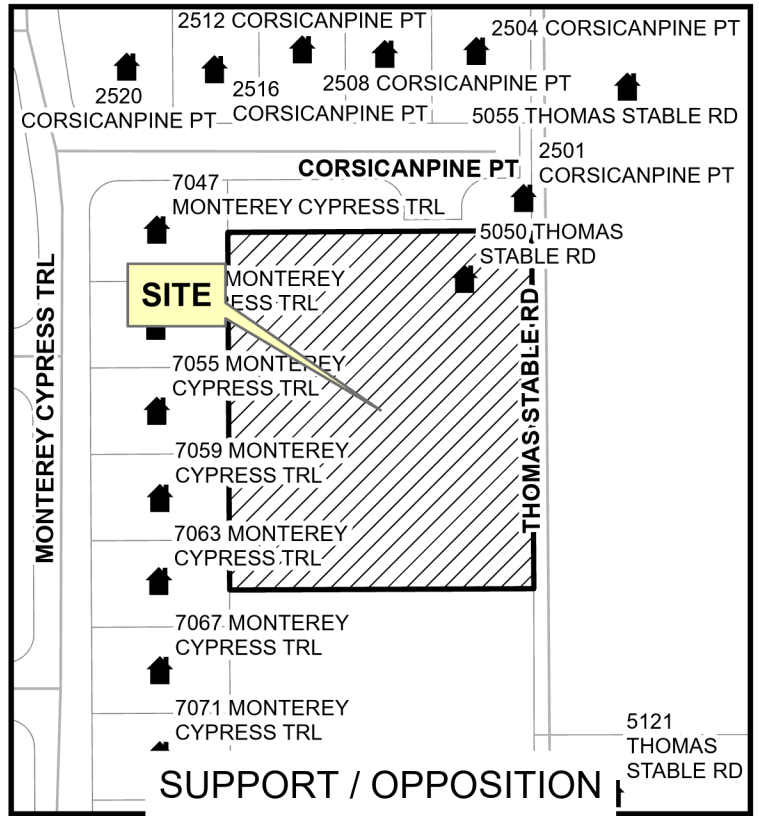 2512 CORSICANPINE PT
2504 CORSICANPINE PT
2520
CORSICANPINE PT
2516
CORSICANPINE PT
2508 CORSICANPINE PT
5055 THOMAS STABLE RD
CORSICANPINE PT
2501
CORSICANPINE PT
7047
MONTEREY CYPRESS TRL
5050 THOMAS
STABLE RD
MONTEREY
ESS TRL
SITE
7055 MONTEREY
CYPRESS TRL
MONTEREY CYPRESS TRL
THOMAS STABLE RD
7059 MONTEREY
CYPRESS TRL
7063 MONTEREY
CYPRESS TRL
7067 MONTEREY
CYPRESS TRL
7071 MONTEREY
CYPRESS TRL
5121
THOMAS
STABLE RD
SUPPORT / OPPOSITION